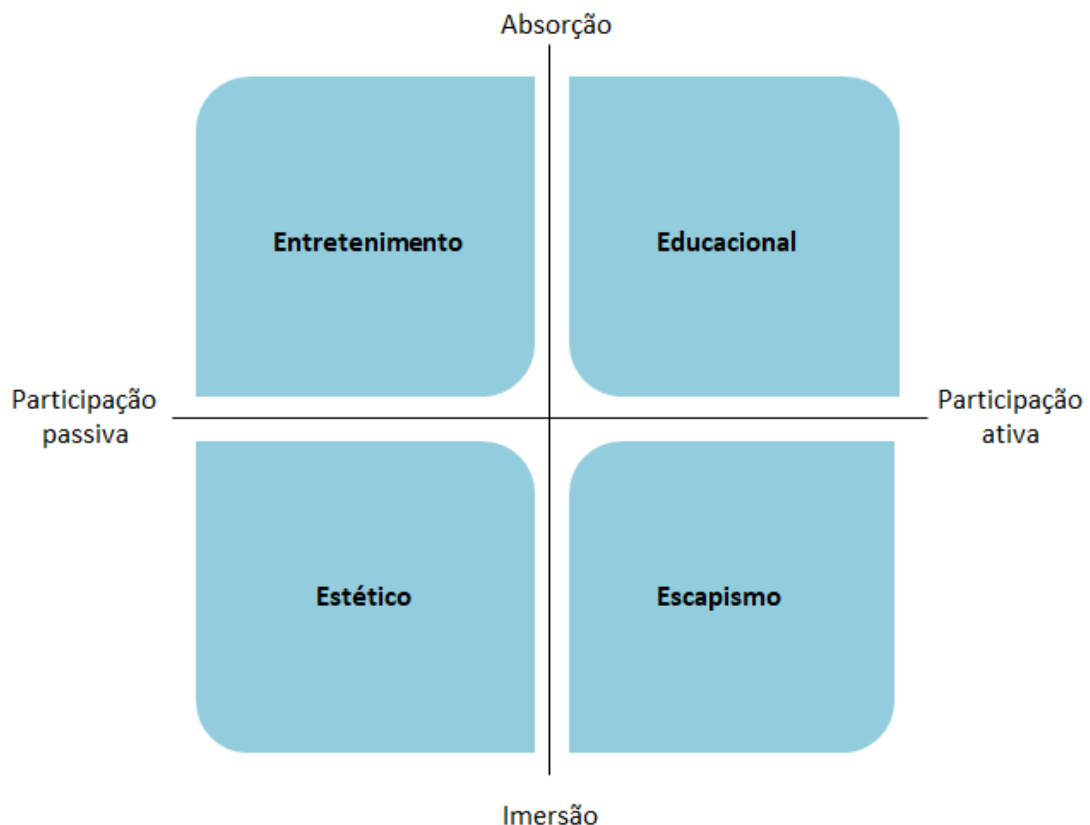 Absorção
Entretenimento
Educacional
Participação
passiva
Participação
ativa
Estético
Escapismo
Imersão